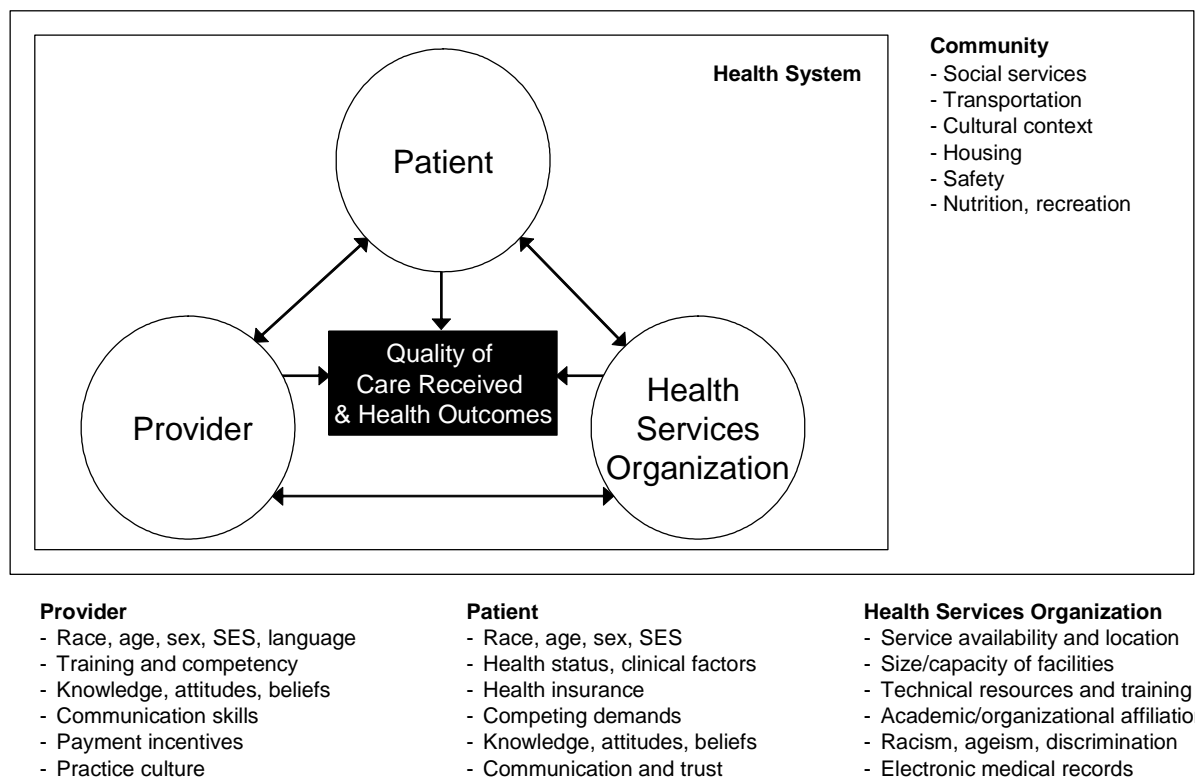 Health System
Patient
Quality of
Care Received
& Health Outcomes
Provider
Health
Services
Organization
Community
- Social services
- Transportation
- Cultural context
- Housing
- Safety
- Nutrition, recreation
Provider
- Race, age, sex, SES, language
- Training and competency
- Knowledge, attitudes, beliefs
- Communication skills
- Payment incentives
- Practice culture
Patient
- Race, age, sex, SES
- Health status, clinical factors
- Health insurance
- Competing demands
- Knowledge, attitudes, beliefs
- Communication and trust
Health Services Organization
- Service availability and location
- Size/capacity of facilities
- Technical resources and training
- Academic/organizational affiliatio
- Racism, ageism, discrimination
- Electronic medical records